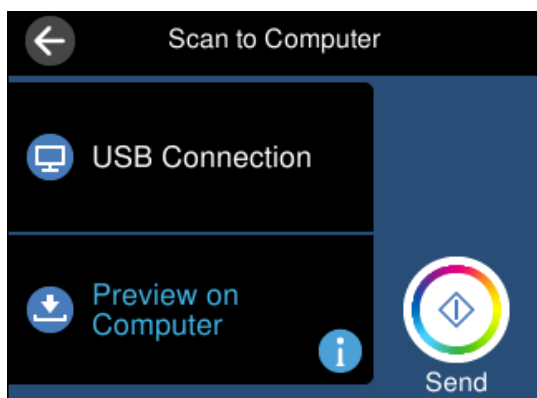 Scan to Computer
USB Connection
Preview on
Computer
i
Send